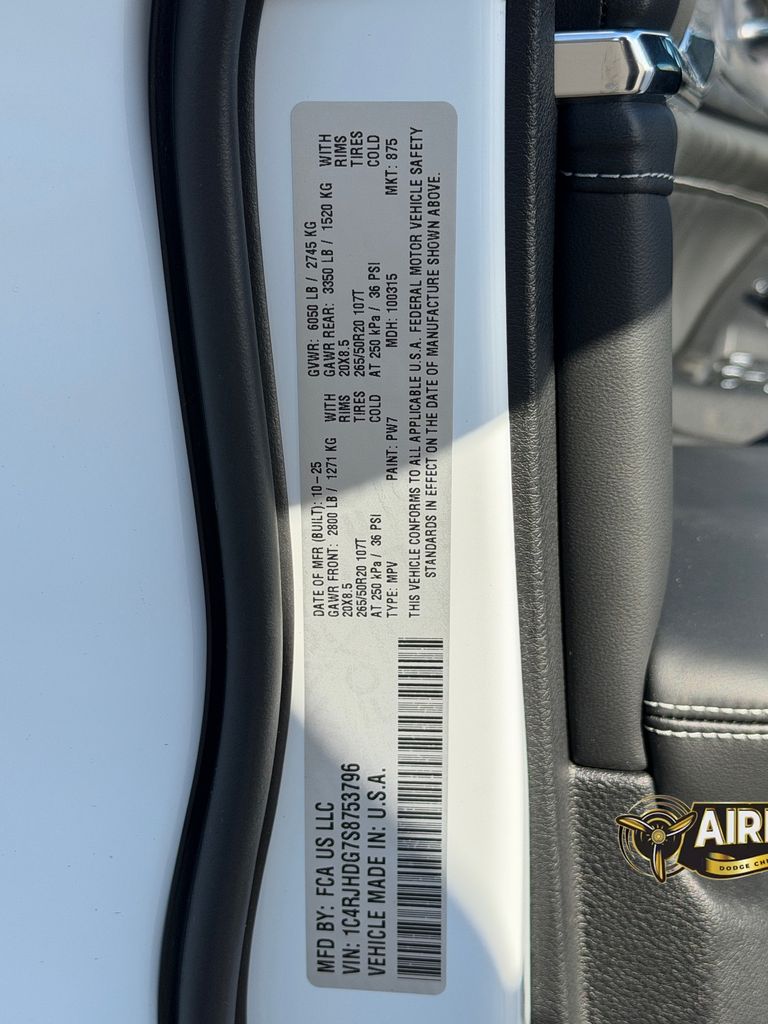 MFD BY: FCA US LLC
VIN: 1C4RJHDG7S8753796
VEHICLE MADE IN: U.S.A.
DATE OF MFR (BUILT): 10-25 GVWR: 6050 LB / 2745 KG
GAWR FRONT: 2800 LB / 1271 KG WITH GAWR REAR: 3350 LB / 1520 KG WITH
20X8.5 RIMS 20X8.5 RIMS
265/50R20 107T TIRES 265/50R20 107T TIRES
AT 250 kPa / 36 PSI COLD AT 250 kPa / 36 PSI COLD
TYPE: MPV PAINT: PW7 MDH: 100315 MKT: 875
THIS VEHICLE CONFORMS TO ALL APPLICABLE U.S.A. FEDERAL MOTOR VEHICLE SAFETY
STANDARDS IN EFFECT ON THE DATE OF MANUFACTURE SHOWN ABOVE.
DODGE